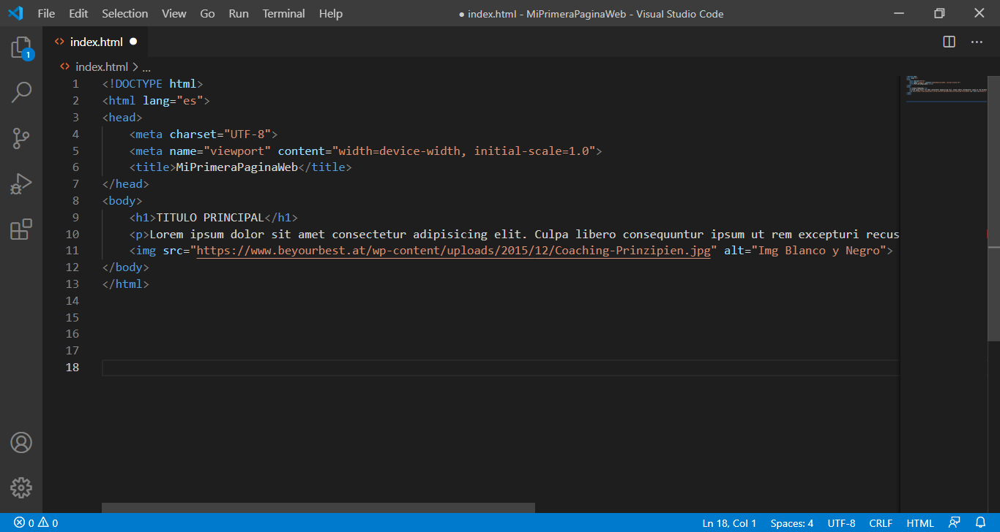 File Edit Selection View Go Run Terminal Help ● index.html - MiPrimeraPaginaWeb - Visual Studio Code
1
<> index.html ●
<> index.html > ...
1 <!DOCTYPE html>
2 <html lang="es">
3 <head>
4 <meta charset="UTF-8">
5 <meta name="viewport" content="width=device-width, initial-scale=1.0">
6 <title>MiPrimeraPaginaWeb</title>
7 </head>
8 <body>
9 <h1>TITULO PRINCIPAL</h1>
10 <p>Lorem ipsum dolor sit amet consectetur adipisicing elit. Culpa libero consequuntur ipsum ut rem excepturi recus
11 <img src="https://www.beyourbest.at/wp-content/uploads/2015/12/Coaching-Prinzipien.jpg" alt="Img Blanco y Negro">
12 </body>
13 </html>
14
15
16
17
18
0 0 Ln 18, Col 1 Spaces: 4 UTF-8 CRLF HTML